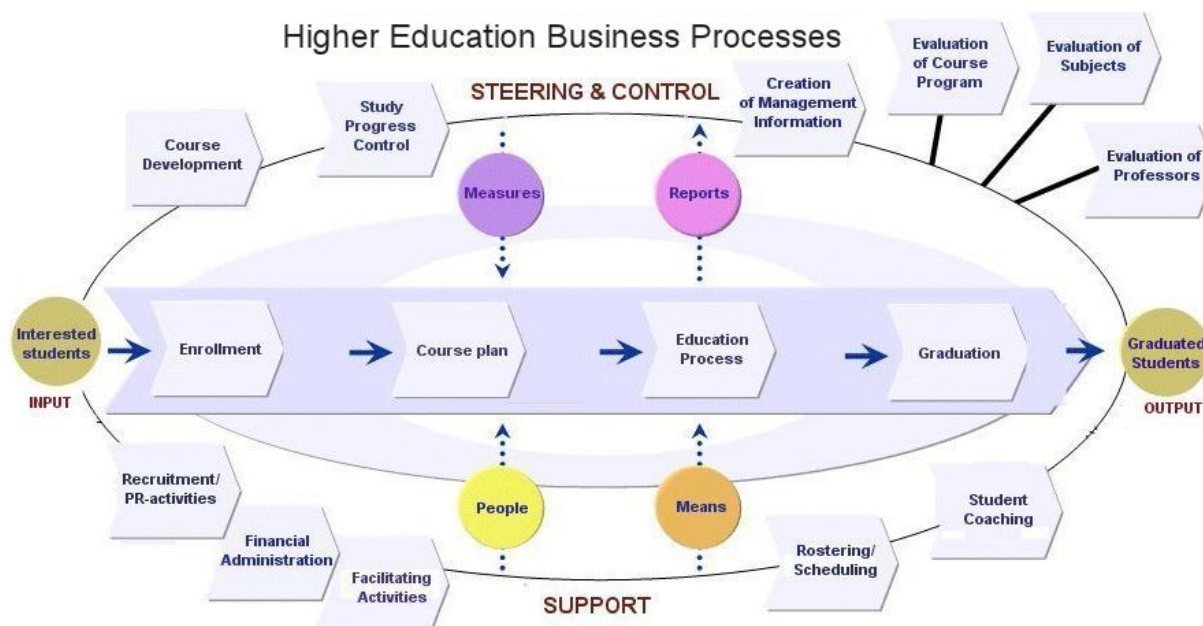 Higher Education Business Processes
STEERING & CONTROL
Evaluation
of Course
Program
Evaluation of
Subjects
Evaluation of
Professors
Course
Development
Study
Progress
Control
Creation
of Management
Information
Measures
Reports
Interested
students
INPUT
Enrollment
Course plan
Education
Process
Graduation
Graduated
Students
OUTPUT
Recruitment/
PR-activities
Financial
Administration
Facilitating
Activities
People
Means
Rostering/
Scheduling
Student
Coaching
SUPPORT